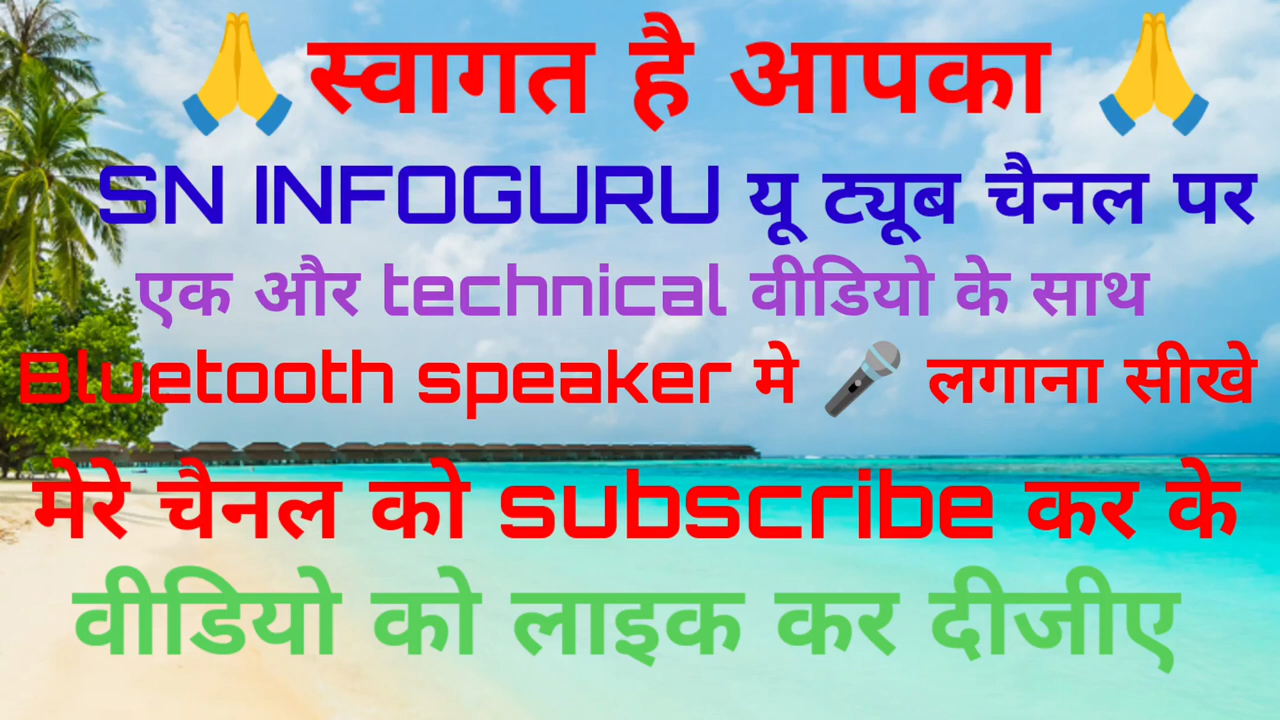 🙏स्वागत है आपका 🙏
SN INFOGURU यू ट्यूब चैनल पर
एक और technical वीडियो के साथ
Bluetooth speaker मे 🎤 लगाना सीखे
मेरे चैनल को subscribe कर के
वीडियो को लाइक कर दीजीए